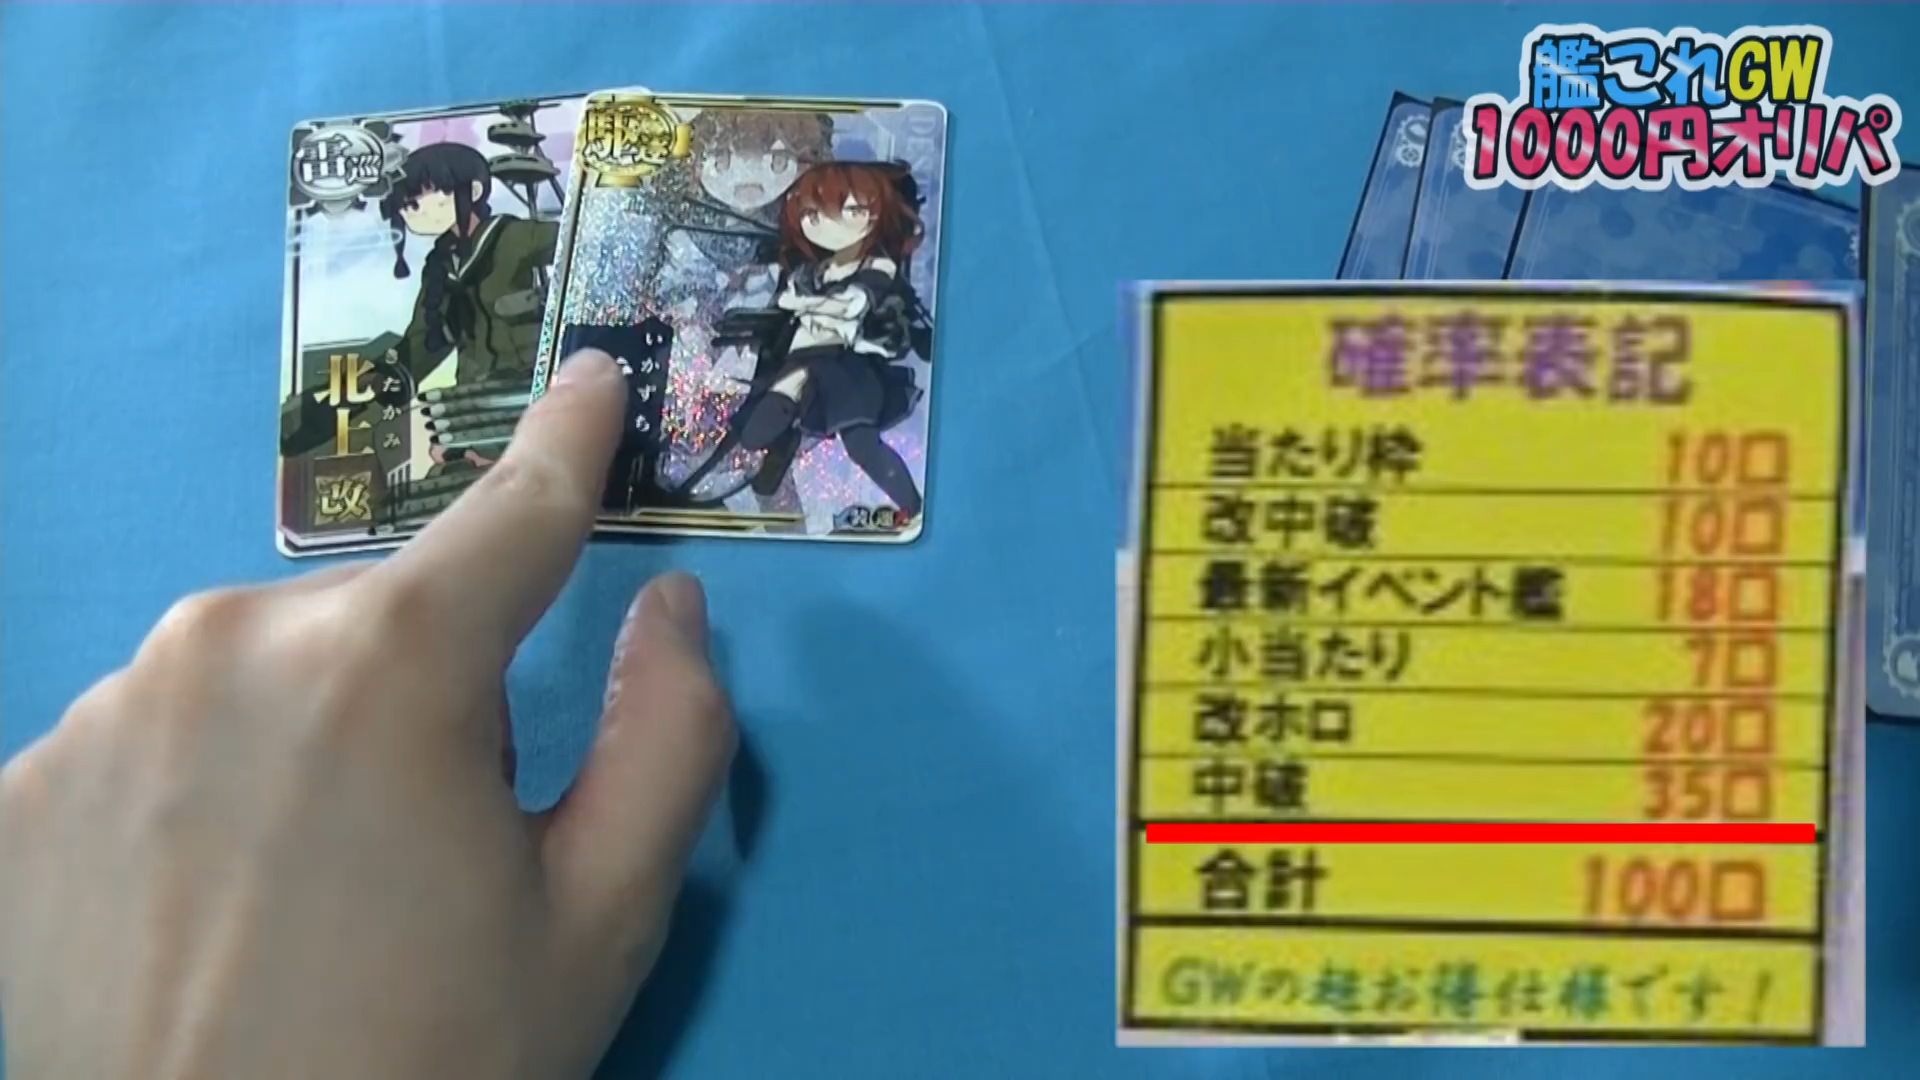 艦これGW
1000円オリパ
雷巡
きたかみ
北上
改
駆逐
いかずち
確率表記
当たり枠 10口
改中破 10口
最新イベント艦 18口
小当たり 7口
改ホロ 20口
中破 35口
合計 100口
GWの超お得仕様です!